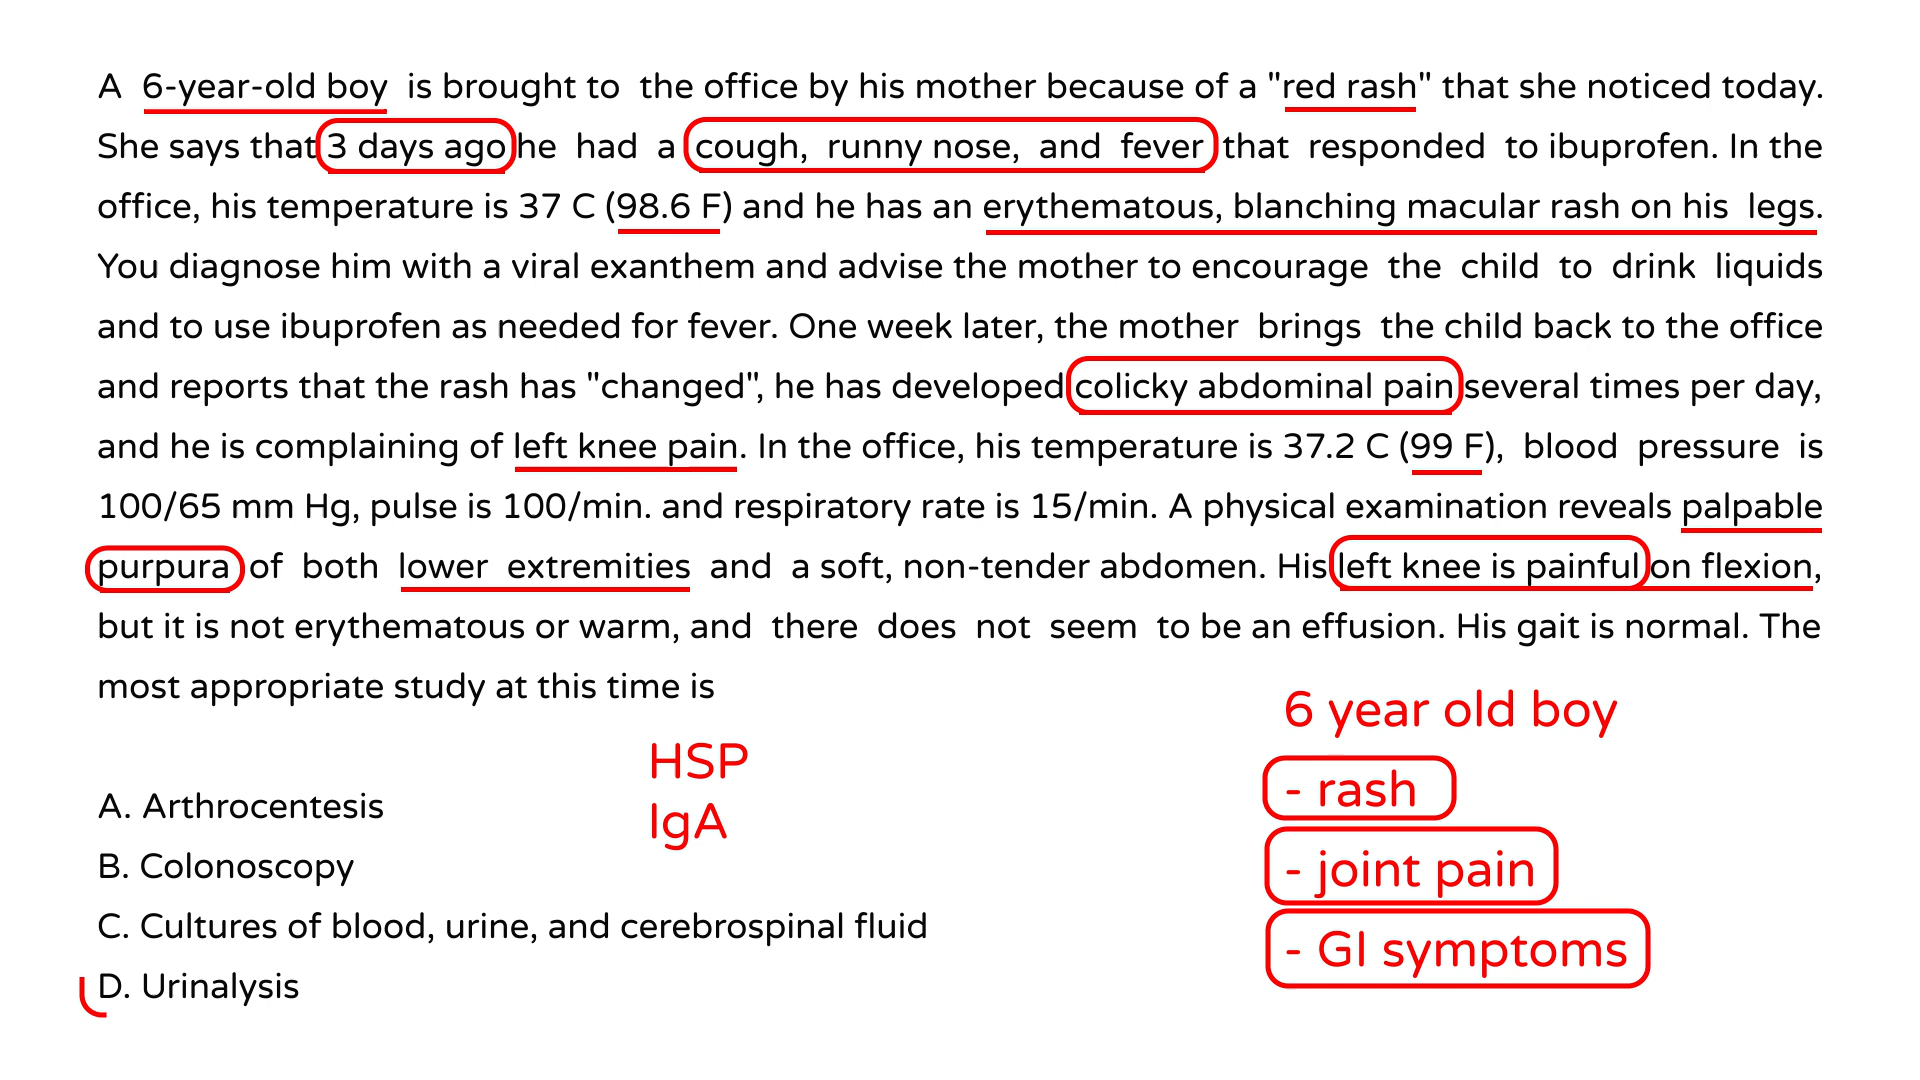 A 6-year-old boy is brought to the office by his mother because of a "red rash" that she noticed today.
She says that 3 days ago he had a cough, runny nose, and fever that responded to ibuprofen. In the
office, his temperature is 37 C (98.6 F) and he has an erythematous, blanching macular rash on his legs.
You diagnose him with a viral exanthem and advise the mother to encourage the child to drink liquids
and to use ibuprofen as needed for fever. One week later, the mother brings the child back to the office
and reports that the rash has "changed", he has developed colicky abdominal pain several times per day,
and he is complaining of left knee pain. In the office, his temperature is 37.2 C (99 F), blood pressure is
100/65 mm Hg, pulse is 100/min. and respiratory rate is 15/min. A physical examination reveals palpable
purpura of both lower extremities and a soft, non-tender abdomen. His left knee is painful on flexion,
but it is not erythematous or warm, and there does not seem to be an effusion. His gait is normal. The
most appropriate study at this time is
6 year old boy
- rash
- joint pain
- GI symptoms
HSP
IgA
A. Arthrocentesis
B. Colonoscopy
C. Cultures of blood, urine, and cerebrospinal fluid
D. Urinalysis